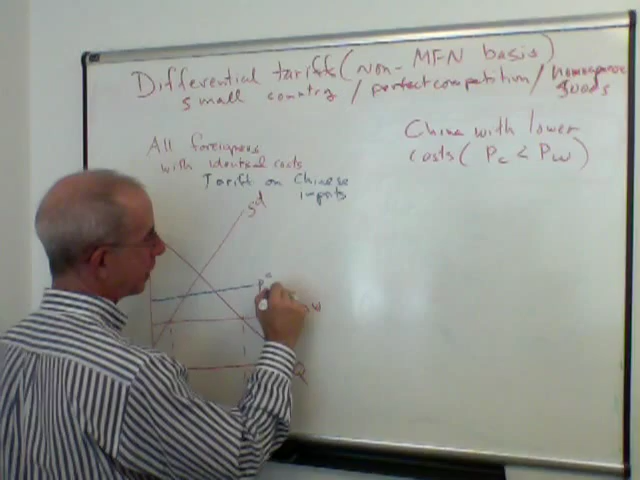 Differential tariffs (non-MFN basis)
small country / perfect competition / homogeneous goods
China with lower
costs (Pc < Pw)
All foreigners
with identical costs
Tariff on Chinese
imports
Sd
P
W
Q